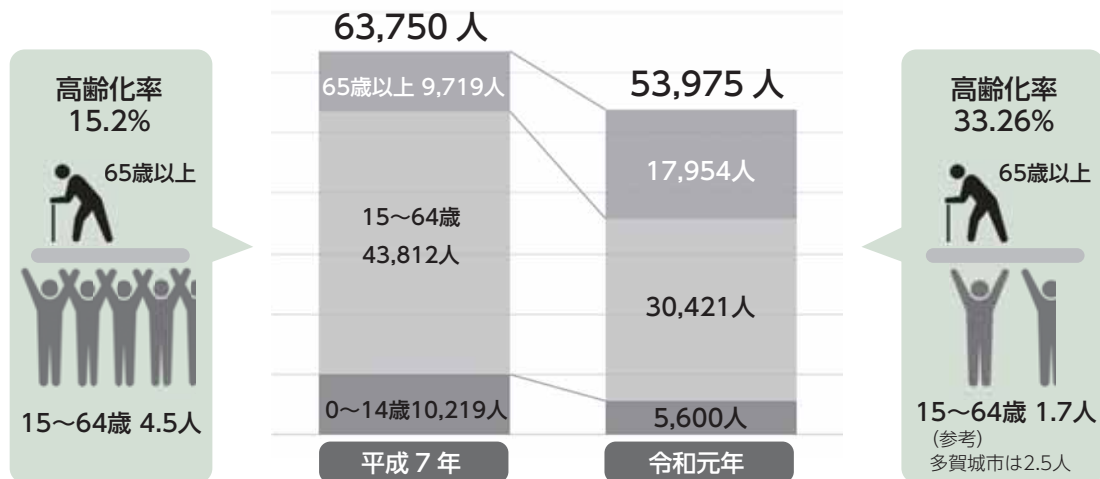 高齢化率
15.2%
65歳以上
15～64歳 4.5人
63,750 人
65歳以上 9,719人
15～64歳
43,812人
0～14歳10,219人
平成 7 年
53,975 人
17,954人
30,421人
5,600人
令和元年
高齢化率
33.26%
65歳以上
15～64歳 1.7人
(参考)
多賀城市は2.5人